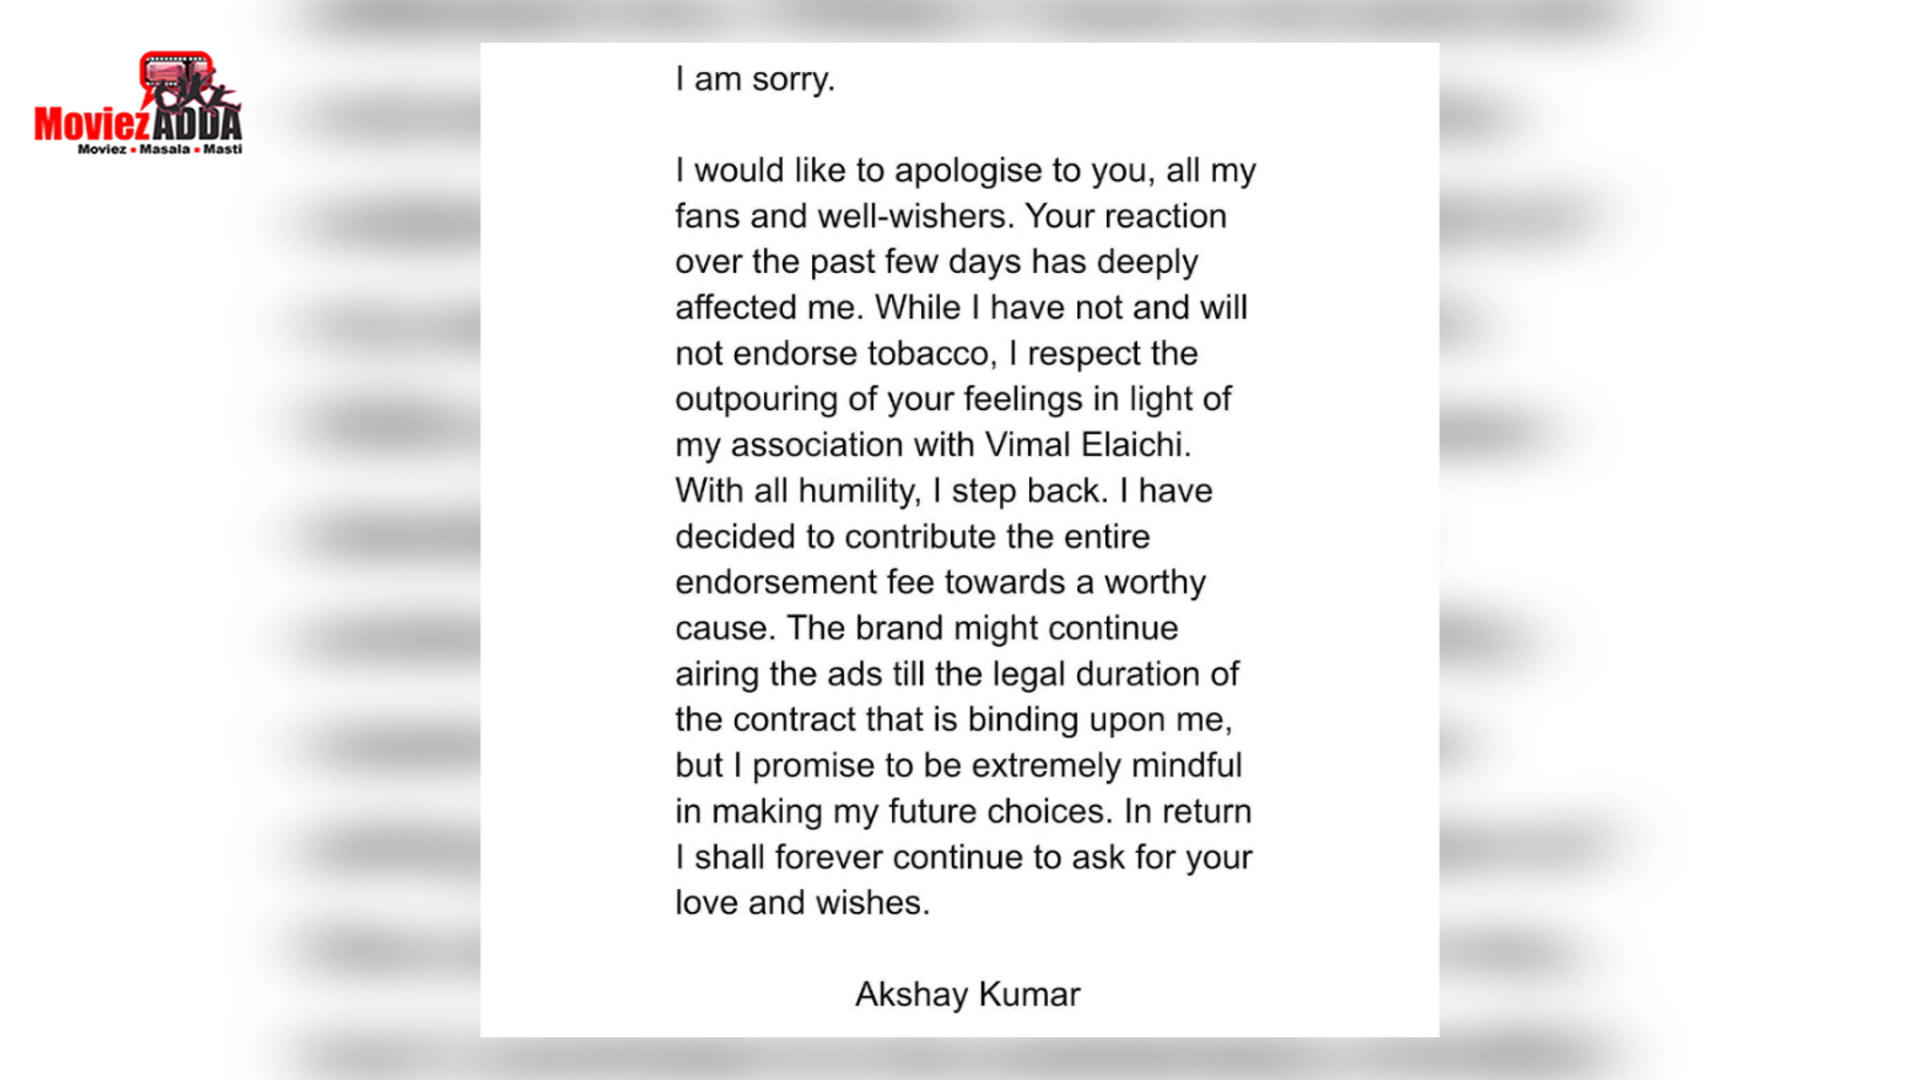 MoviezADDA
Moviez ▪ Masala ▪ Masti
I am sorry.
I would like to apologise to you, all my
fans and well-wishers. Your reaction
over the past few days has deeply
affected me. While I have not and will
not endorse tobacco, I respect the
outpouring of your feelings in light of
my association with Vimal Elaichi.
With all humility, I step back. I have
decided to contribute the entire
endorsement fee towards a worthy
cause. The brand might continue
airing the ads till the legal duration of
the contract that is binding upon me,
but I promise to be extremely mindful
in making my future choices. In return
I shall forever continue to ask for your
love and wishes.
Akshay Kumar